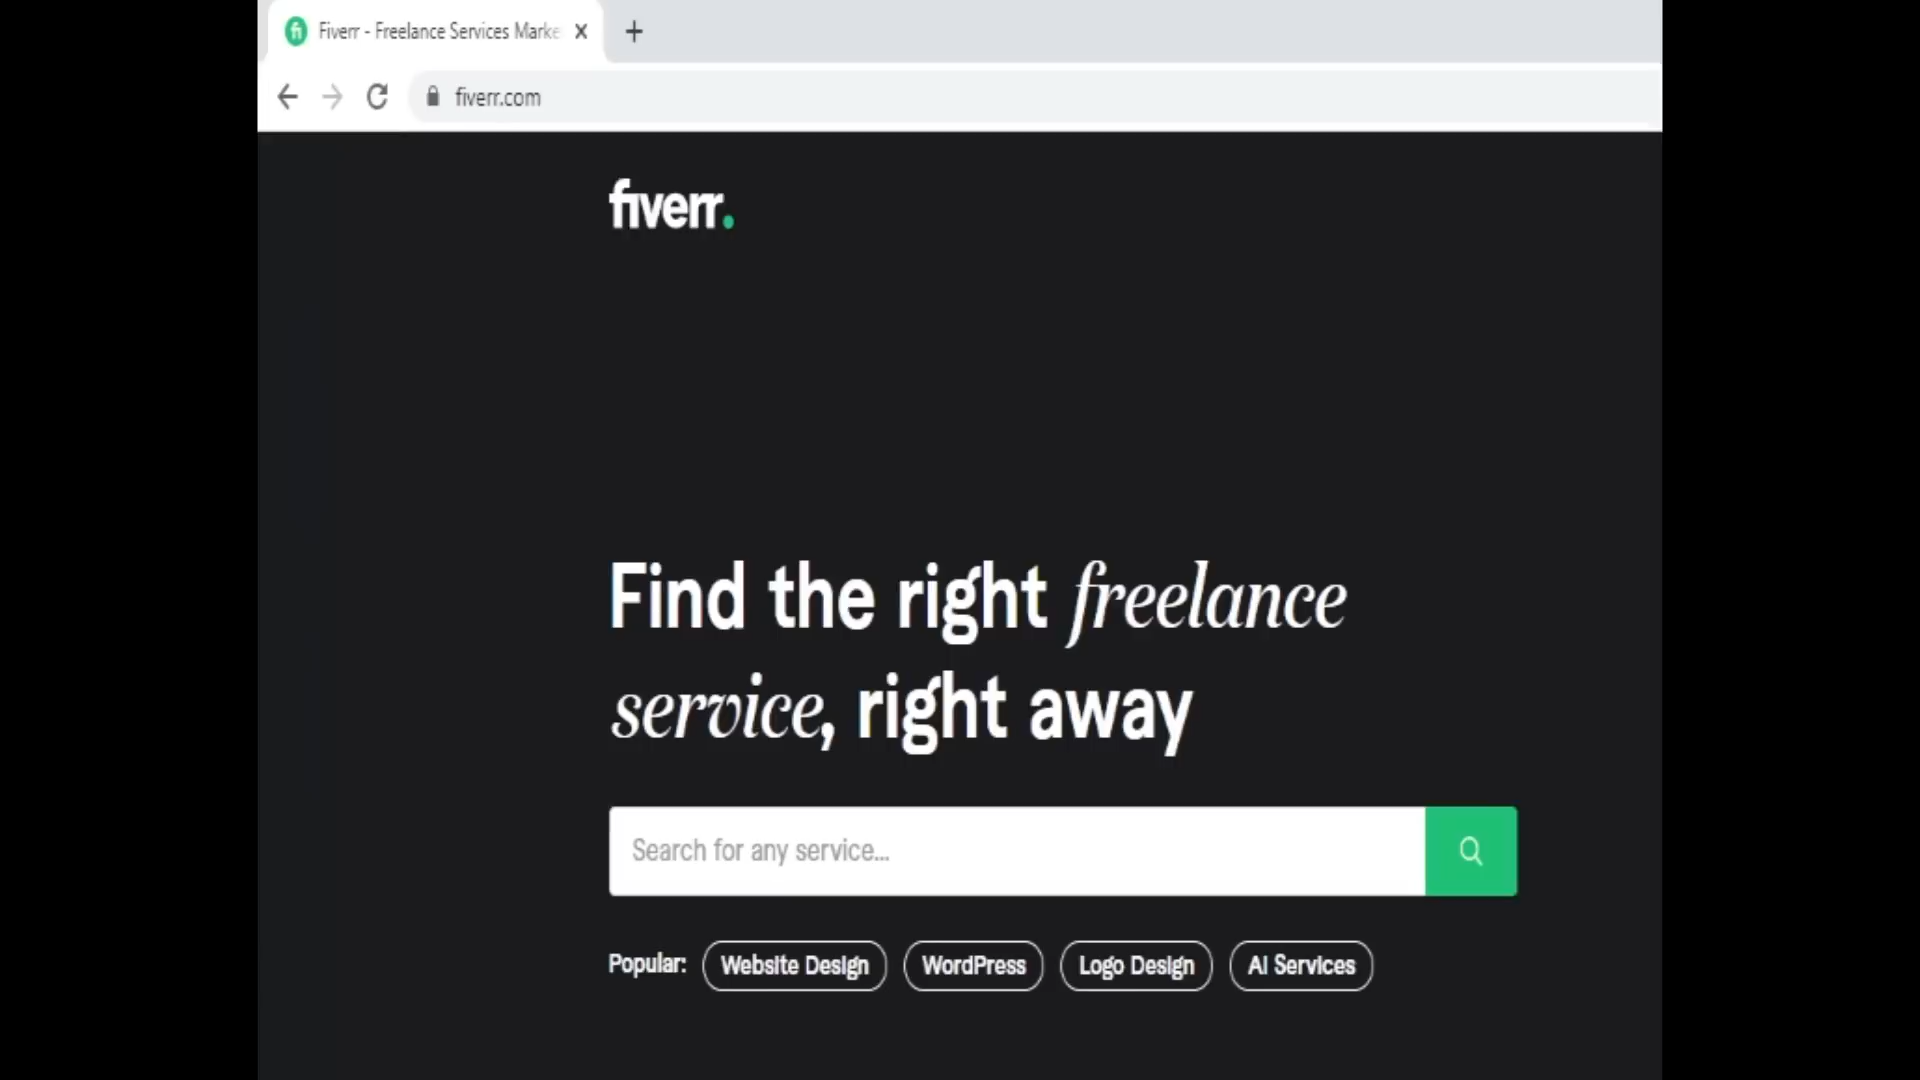 Fiverr - Freelance Services Marke
fiverr.com
fiverr.
Find the right freelance
service, right away
Search for any service...
Popular: Website Design WordPress Logo Design AI Services